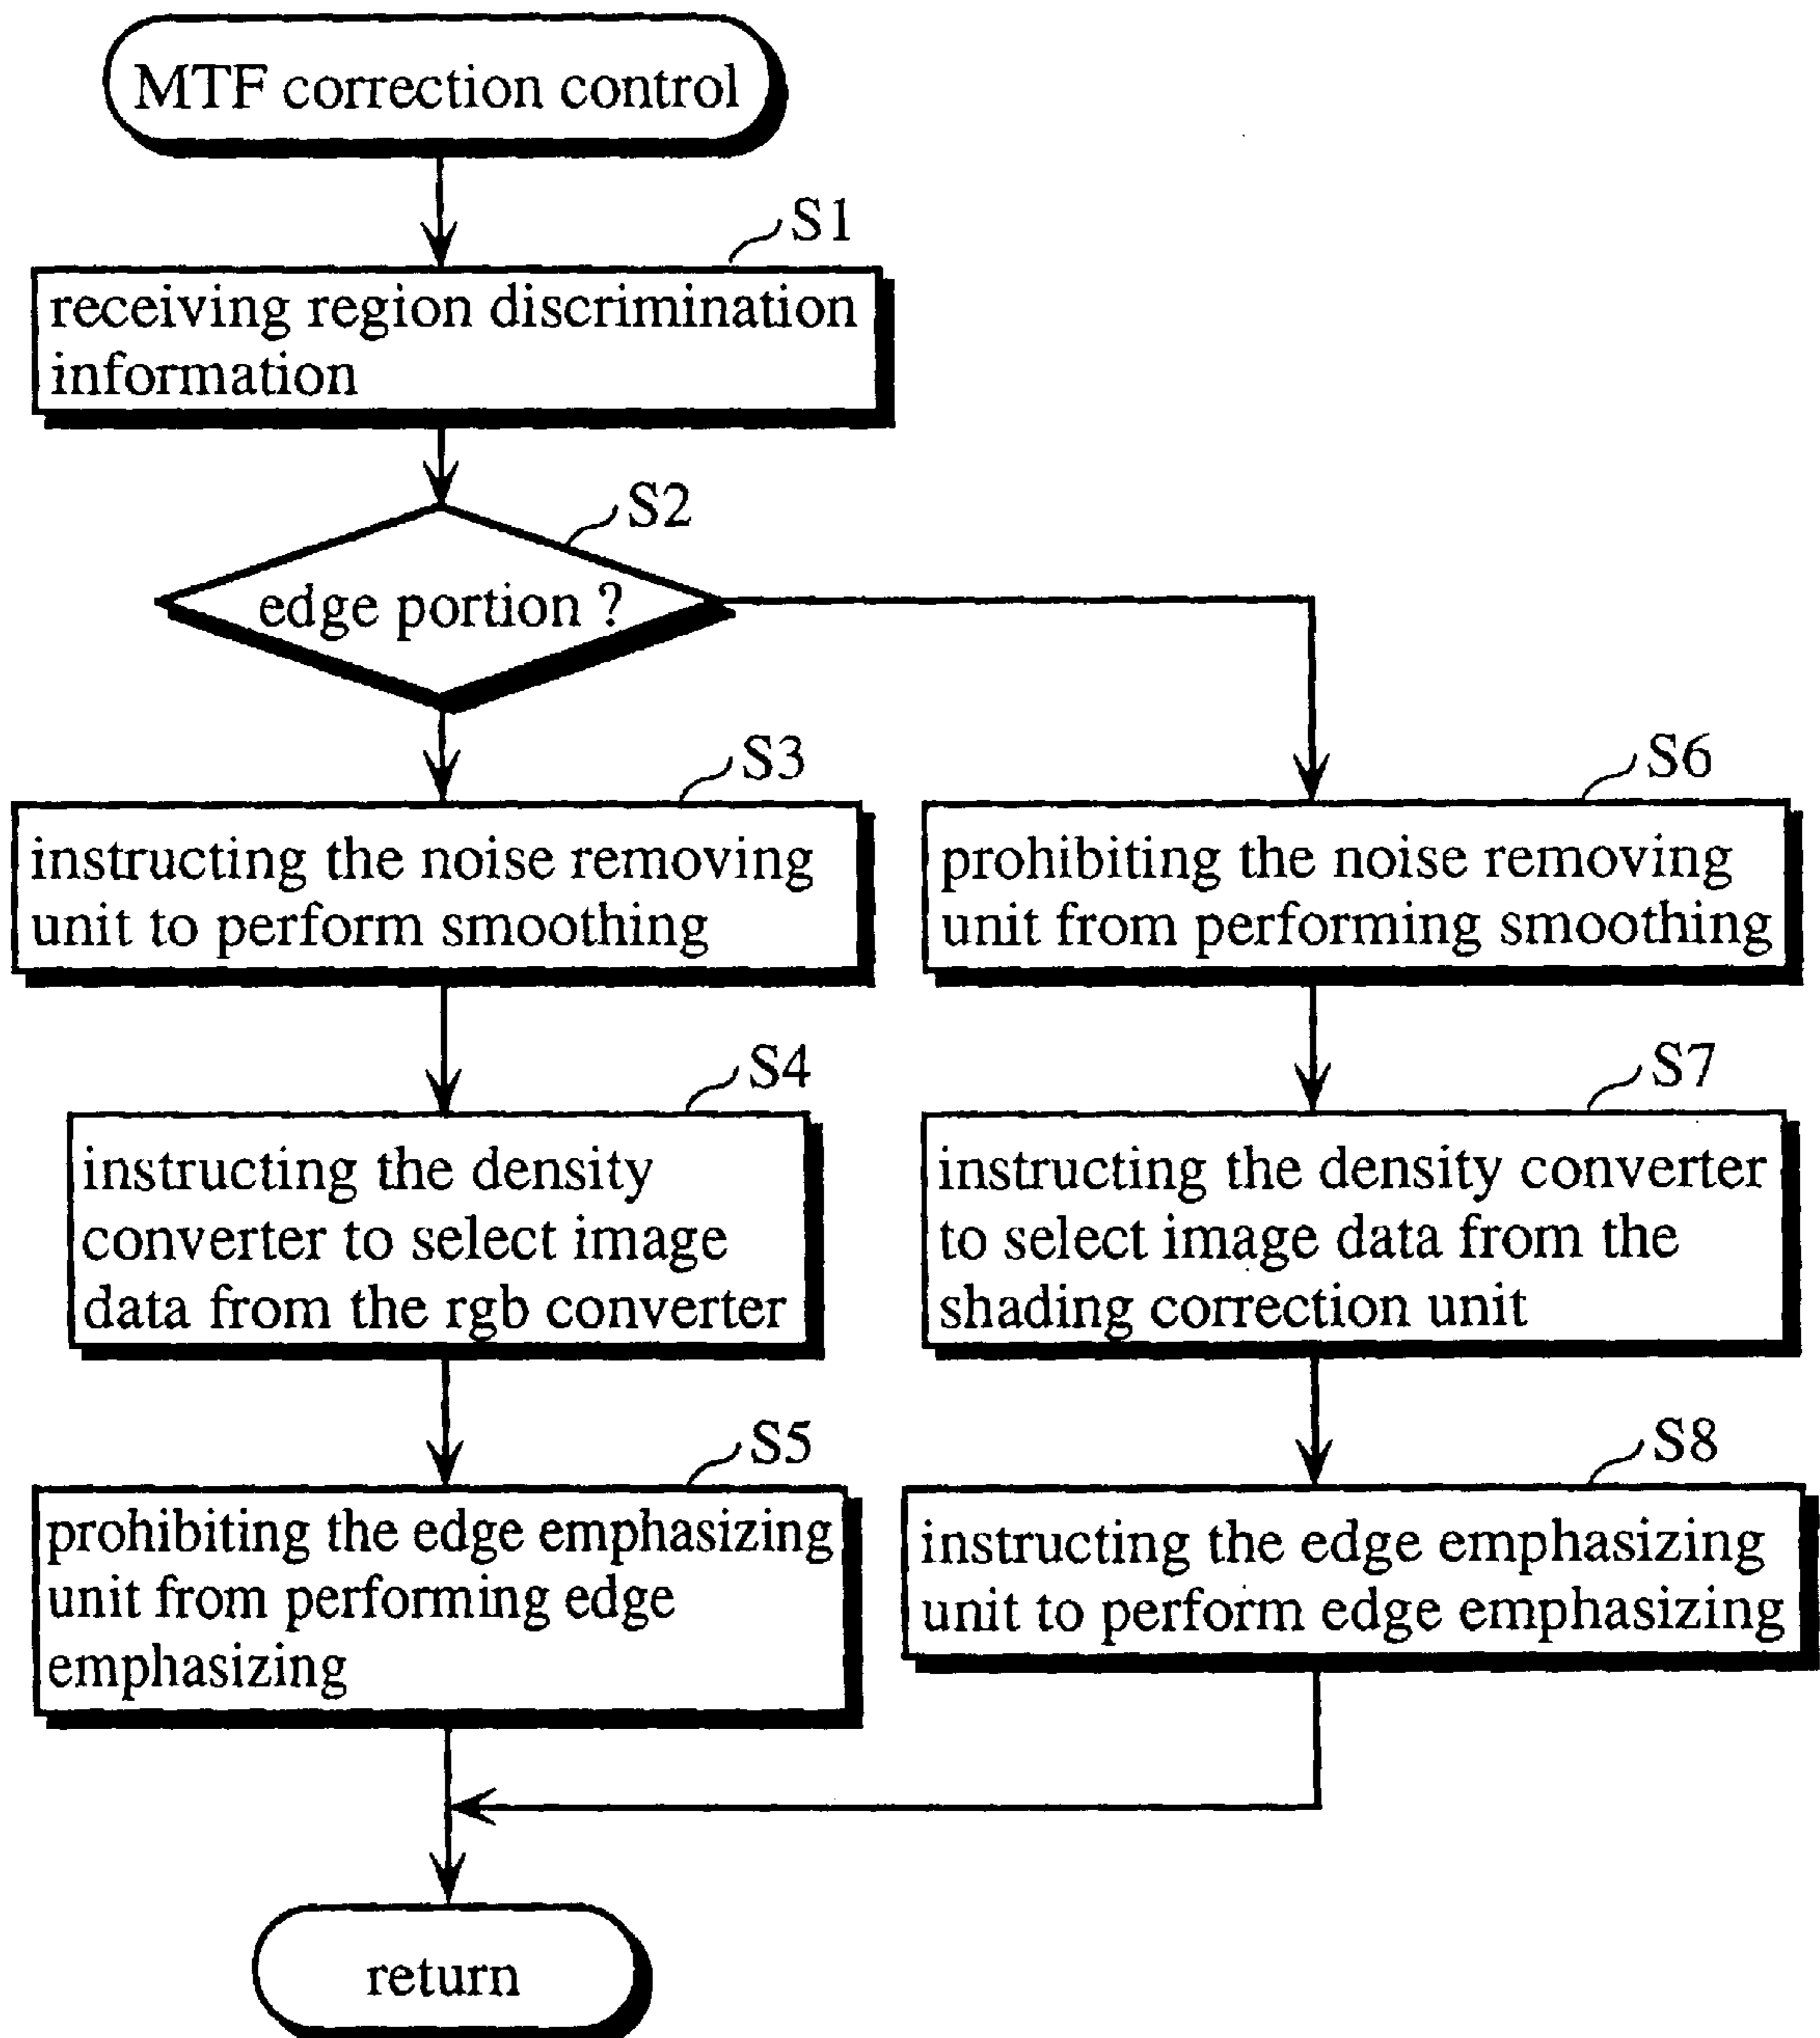 MTF correction control
S1
receiving region discrimination
information
S2
edge portion ?
S3
instructing the noise removing
unit to perform smoothing
S4
instructing the density
converter to select image
data from the rgb converter
S5
prohibiting the edge emphasizing
unit from performing edge
emphasizing
S6
prohibiting the noise removing
unit from performing smoothing
S7
instructing the density converter
to select image data from the
shading correction unit
S8
instructing the edge emphasizing
unit to perform edge emphasizing
return